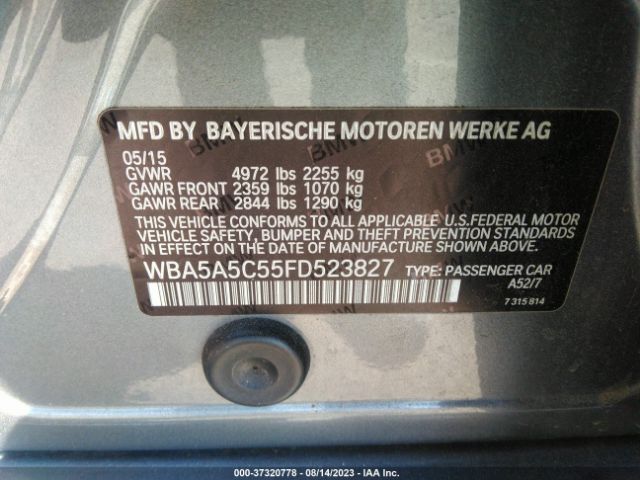 MFD BY BAYERISCHE MOTOREN WERKE AG
05/15
GVWR 4972 lbs 2255 kg
GAWR FRONT 2359 lbs 1070 kg
GAWR REAR 2844 lbs 1290 kg
THIS VEHICLE CONFORMS TO ALL APPLICABLE U.S.FEDERAL MOTOR
VEHICLE SAFETY, BUMPER AND THEFT PREVENTION STANDARDS
IN EFFECT ON THE DATE OF MANUFACTURE SHOWN ABOVE.
WBA5A5C55FD523827 TYPE: PASSENGER CAR
A52/7
7 315 814
000-37320778 - 08/14/2023 - IAA Inc.